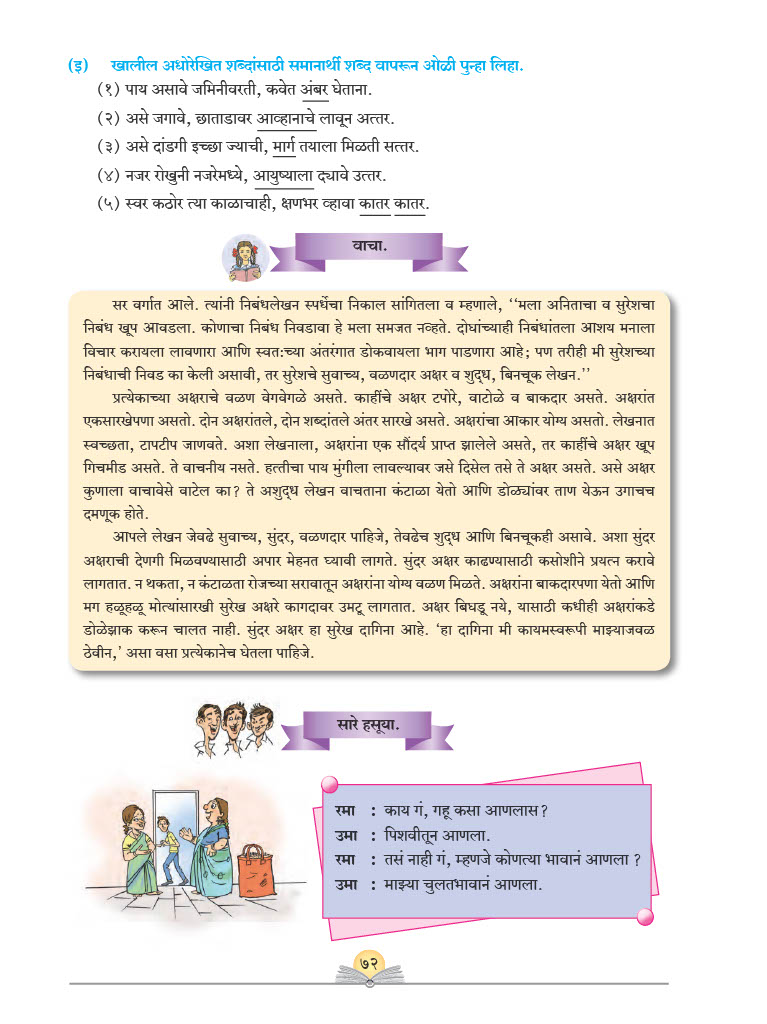 (इ) खालील अधोरेखित शब्दांसाठी समानार्थी शब्द वापरून ओळी पुन्हा लिहा.
(१) पाय असावे जमिनीवरती, कवेत अंबर घेताना.
(२) असे जगावे, छाताडावर आव्हानाचे लावून अत्तर.
(३) असे दांडगी इच्छा ज्याची, मार्ग तयाला मिळती सत्तर.
(४) नजर रोखुनी नजरेमध्ये, आयुष्याला द्यावे उत्तर.
(५) स्वर कठोर त्या काळाचाही, क्षणभर व्हावा कातर कातर.
वाचा.
सर वर्गात आले. त्यांनी निबंधलेखन स्पर्धेचा निकाल सांगितला व म्हणाले, ‘‘मला अनिताचा व सुरेशचा
निबंध खूप आवडला. कोणाचा निबंध निवडावा हे मला समजत नव्हते. दोघांच्याही निबंधांतला आशय मनाला
विचार करायला लावणारा आणि स्वतःच्या अंतरंगात डोकवायला भाग पाडणारा आहे; पण तरीही मी सुरेशच्या
निबंधाची निवड का केली असावी, तर सुरेशचे सुवाच्य, वळणदार अक्षर व शुद्ध, बिनचूक लेखन.’’
प्रत्येकाच्या अक्षराचे वळण वेगवेगळे असते. काहींचे अक्षर टपोरे, वाटोळे व बाकदार असते. अक्षरांत
एकसारखेपणा असतो. दोन अक्षरांतले, दोन शब्दांतले अंतर सारखे असते. अक्षरांचा आकार योग्य असतो. लेखनात
स्वच्छता, टापटीप जाणवते. अशा लेखनाला, अक्षरांना एक सौंदर्य प्राप्त झालेले असते, तर काहींचे अक्षर खूप
गिचमीड असते. ते वाचनीय नसते. हत्तीचा पाय मुंगीला लावल्यावर जसे दिसेल तसे ते अक्षर असते. असे अक्षर
कुणाला वाचावेसे वाटेल का? ते अशुद्ध लेखन वाचताना कंटाळा येतो आणि डोळ्यांवर ताण येऊन उगाचच
दमणूक होते.
आपले लेखन जेवढे सुवाच्य, सुंदर, वळणदार पाहिजे, तेवढेच शुद्ध आणि बिनचूकही असावे. अशा सुंदर
अक्षराची देणगी मिळवण्यासाठी अपार मेहनत घ्यावी लागते. सुंदर अक्षर काढण्यासाठी कसोशीने प्रयत्न करावे
लागतात. न थकता, न कंटाळता रोजच्या सरावातून अक्षरांना योग्य वळण मिळते. अक्षरांना बाकदारपणा येतो आणि
मग हळूहळू मोत्यांसारखी सुरेख अक्षरे कागदावर उमटू लागतात. अक्षर बिघडू नये, यासाठी कधीही अक्षरांकडे
डोळेझाक करून चालत नाही. सुंदर अक्षर हा सुरेख दागिना आहे. ‘हा दागिना मी कायमस्वरूपी माझ्याजवळ
ठेवीन,’ असा वसा प्रत्येकानेच घेतला पाहिजे.
सारे हसूया.
रमा : काय गं, गहू कसा आणलास?
उमा : पिशवीतून आणला.
रमा : तसं नाही गं, म्हणजे कोणत्या भावानं आणला ?
उमा : माझ्या चुलतभावानं आणला.
७२